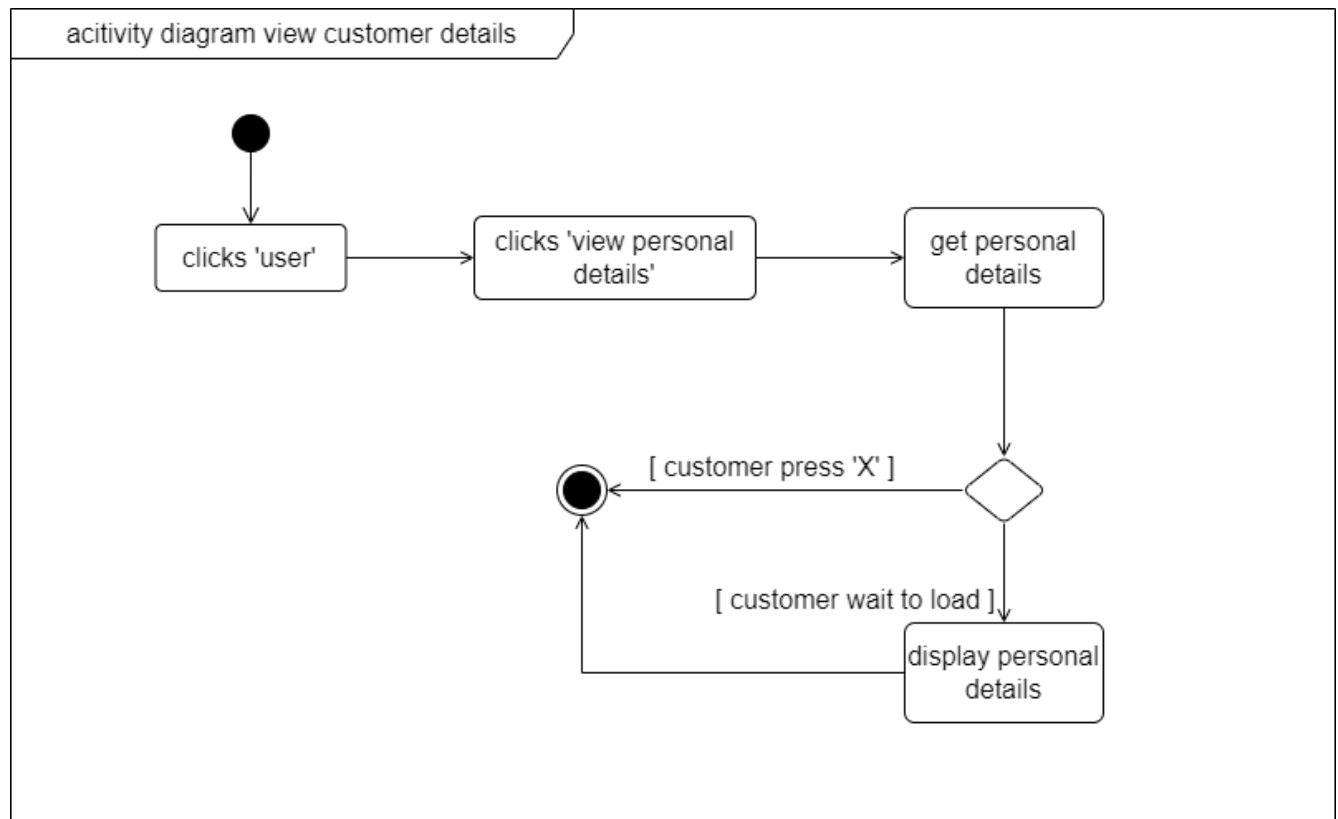 acitivity diagram view customer details
clicks 'user'
clicks 'view personal
details'
get personal
details
[ customer press 'X' ]
[ customer wait to load ]
display personal
details